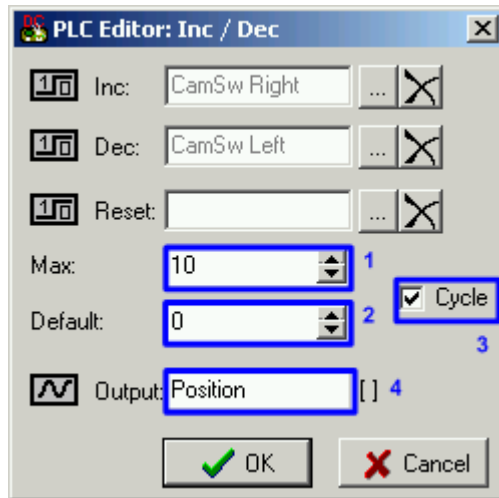 PLC Editor: Inc / Dec
Inc: CamSw Right ...
Dec: CamSw Left ...
Reset: ...
Max: 10 1
Cycle
Default: 0 2
3
Output: Position [ ] 4
OK Cancel